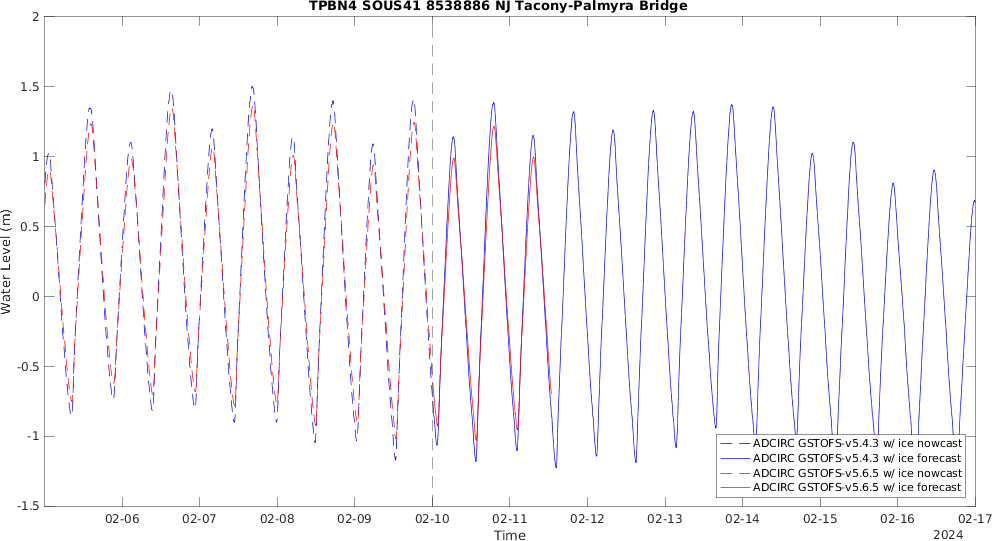 TPBN4 SOUS41 8538886 NJ Tacony-Palmyra Bridge
2
1.5
1
0.5
0
-0.5
-1
-1.5
Water Level (m)
ADCIRC GSTOFS-v5.4.3 w/ ice nowcast
ADCIRC GSTOFS-v5.4.3 w/ ice forecast
ADCIRC GSTOFS-v5.6.5 w/ ice nowcast
ADCIRC GSTOFS-v5.6.5 w/ ice forecast
02-06 02-07 02-08 02-09 02-10 02-11 02-12 02-13 02-14 02-15 02-16 02-17
Time
2024